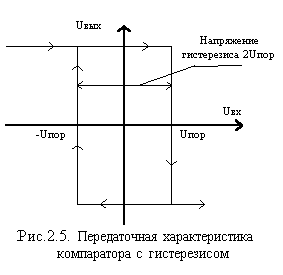 Uвых
Напряжение
гистерезиса 2Uпор
Uвх
-Uпор
Uпор
Рис.2.5. Передаточная характеристика
компаратора с гистерезисом